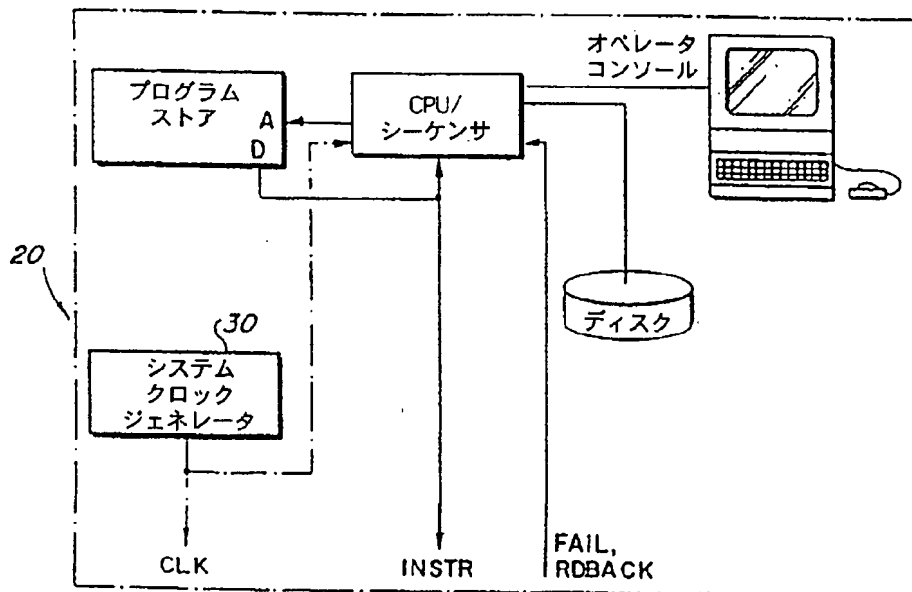 オペレータ
コンソール
プログラム
ストア
A
D
CPU/
シーケンサ
20
ディスク
30
システム
クロック
ジェネレータ
CLK
INSTR
FAIL,
RDBACK